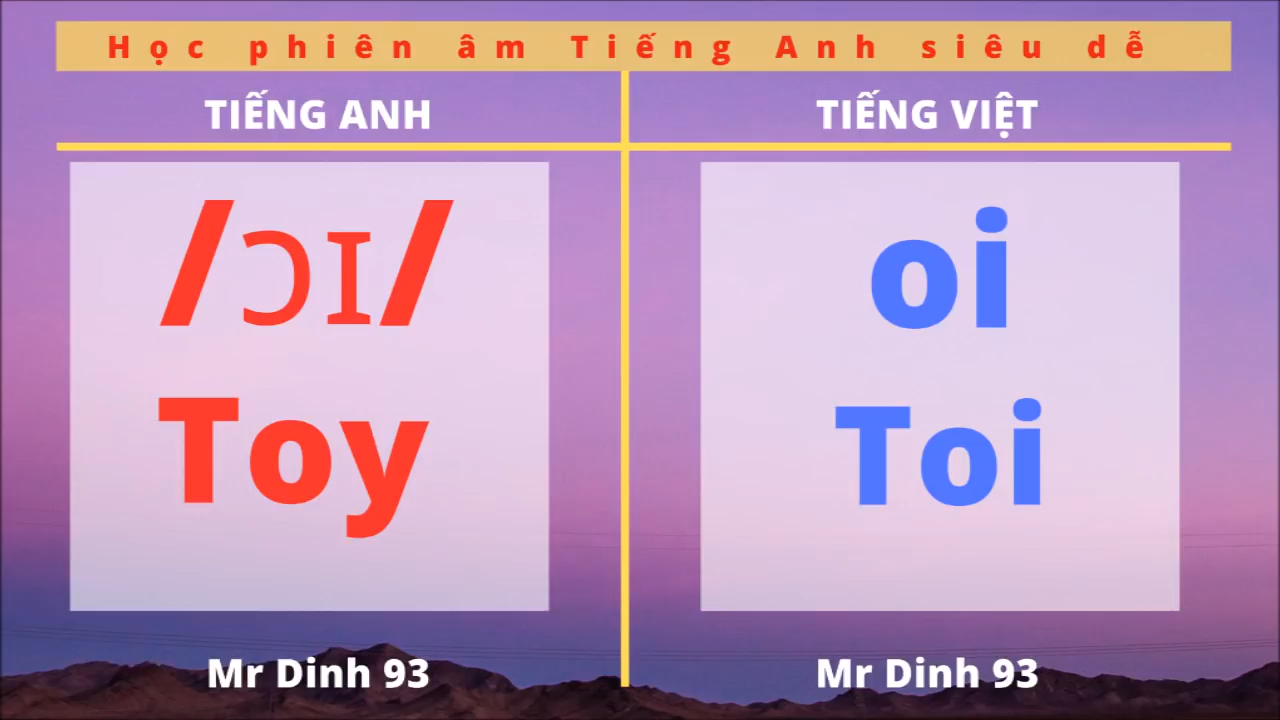 Học phiên âm Tiếng Anh siêu dễ
TIẾNG ANH
TIẾNG VIỆT
/ɔɪ/
Toy
oi
Toi
Mr Dinh 93
Mr Dinh 93